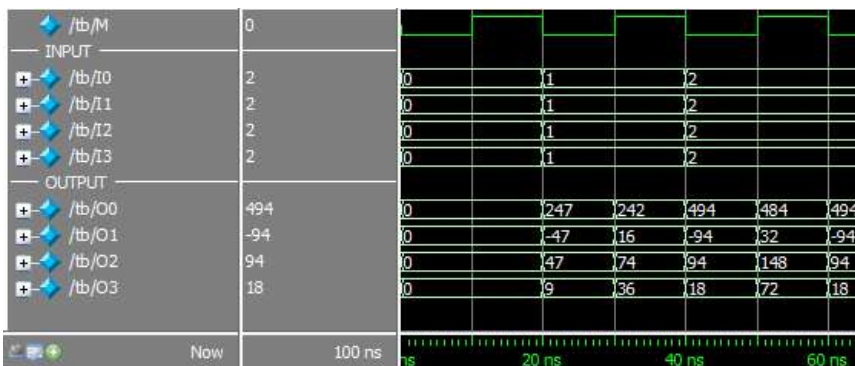 /tb/M 0
INPUT
/tb/I0 2 0 1 2
/tb/I1 2 0 1 2
/tb/I2 2 0 1 2
/tb/I3 2 0 1 2
OUTPUT
/tb/O0 494 0 247 242 494 484 494
/tb/O1 -94 0 -47 16 -94 32 -94
/tb/O2 94 0 47 74 94 148 94
/tb/O3 18 0 9 36 18 72 18
Now 100 ns ns 20 ns 40 ns 60 ns